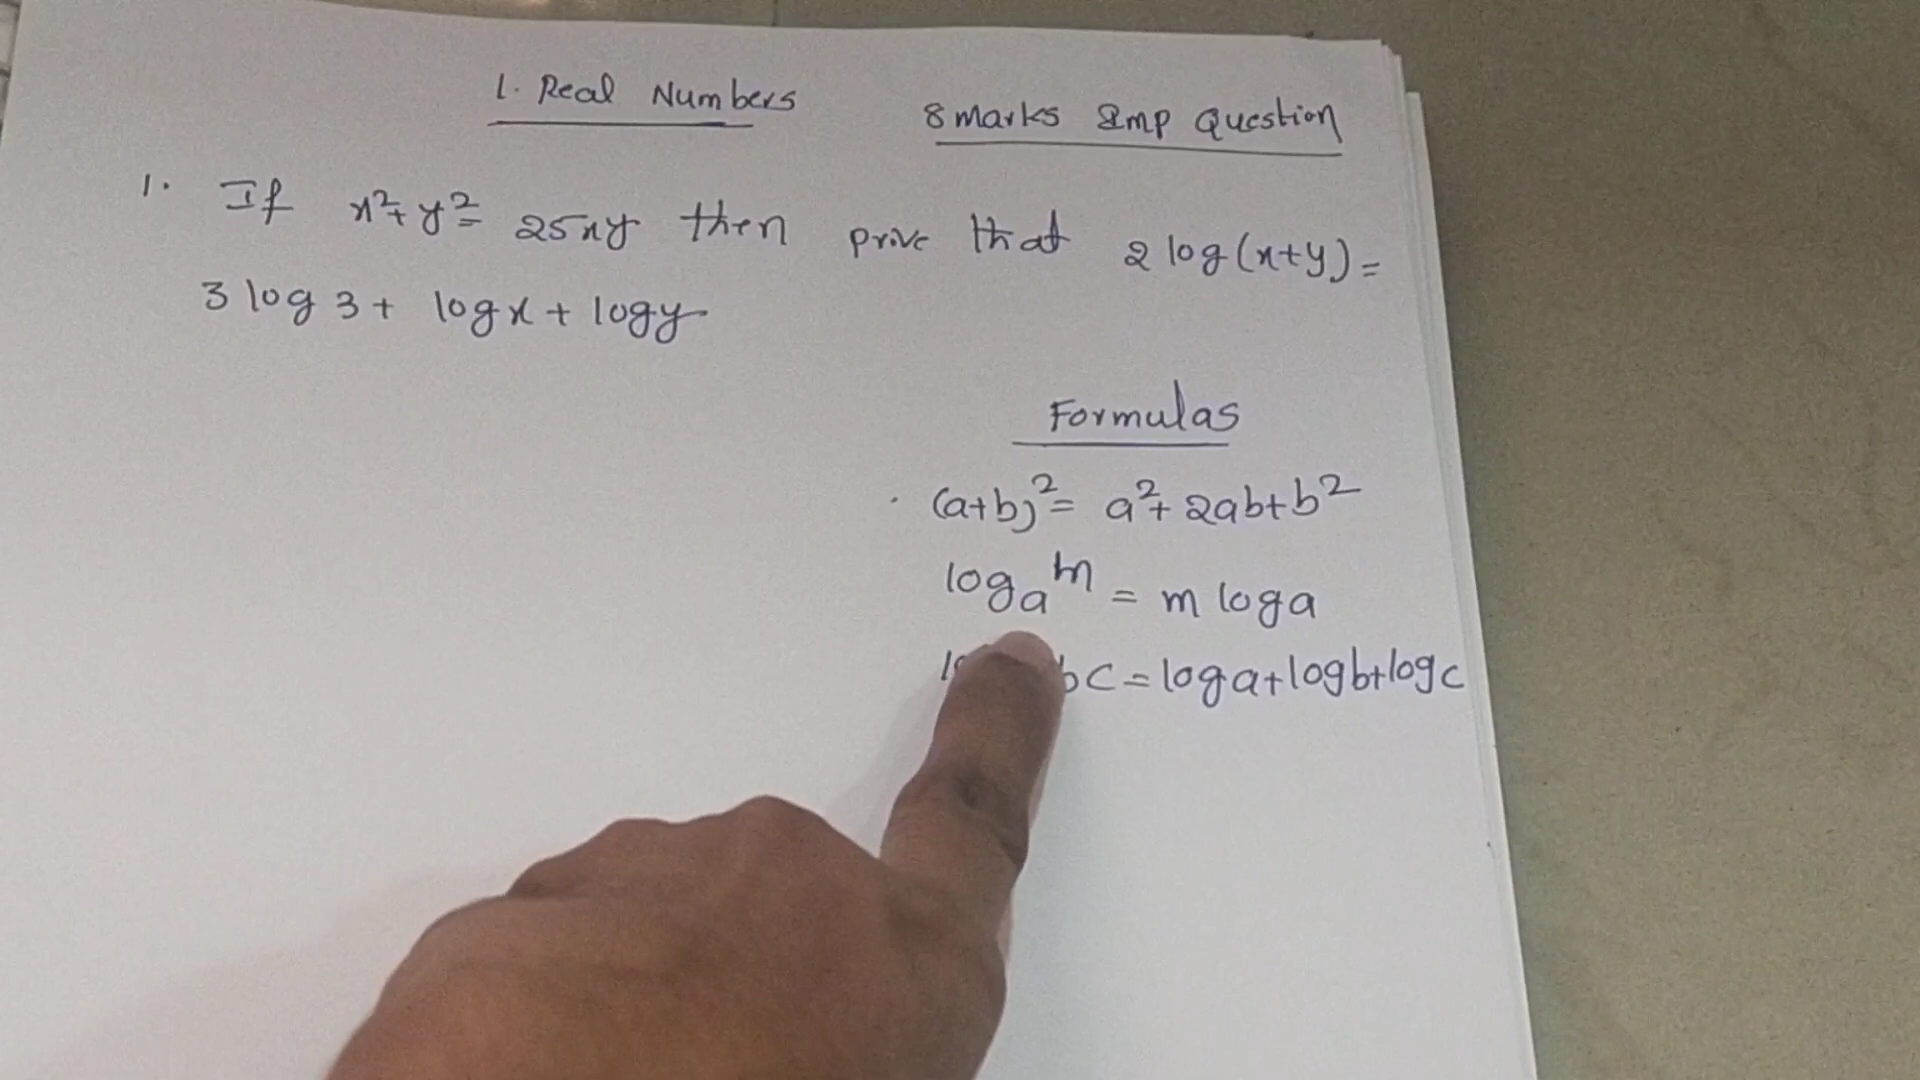 1. Real Numbers
8 marks Imp Question
1. If x²+y²= 25xy then prove that 2 log(x+y)=
3 log 3 + log x + log y
Formulas
(a+b)²= a²+ 2ab+b²
log a^m = m log a
bc = log a+log b+log c